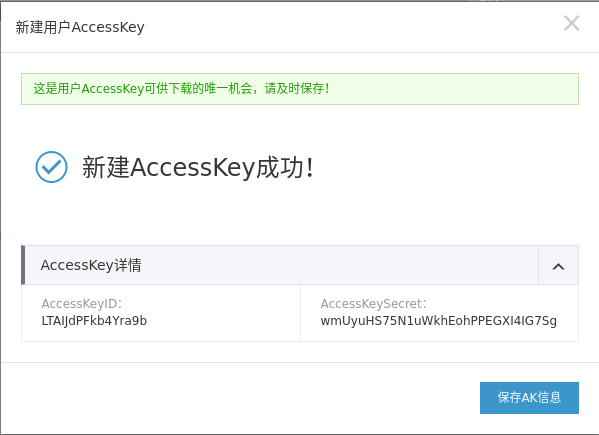 新建用户AccessKey
这是用户AccessKey可供下载的唯一机会，请及时保存！
新建AccessKey成功！
AccessKey详情
AccessKeyID：
LTAIJdPFkb4Yra9b
AccessKeySecret：
wmUyuHS75N1uWkhEohPPEGXI4IG7Sg
保存AK信息